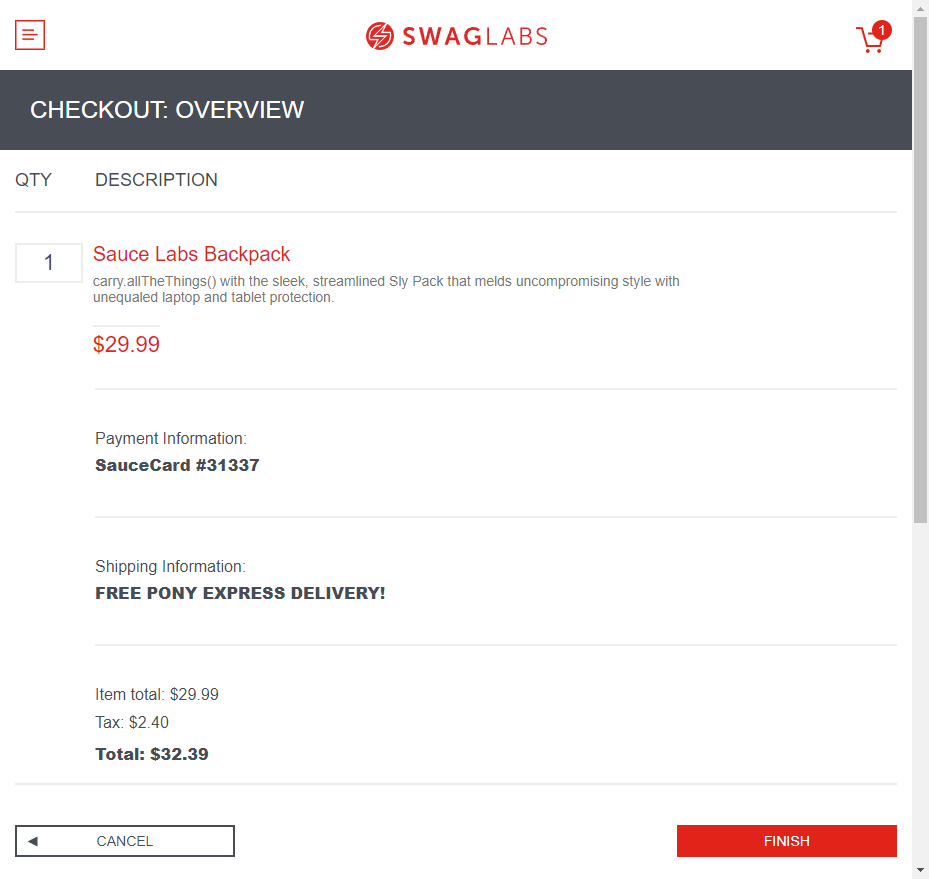 SWAGLABS
1
CHECKOUT: OVERVIEW
QTY DESCRIPTION
1
Sauce Labs Backpack
carry.allTheThings() with the sleek, streamlined Sly Pack that melds uncompromising style with
unequaled laptop and tablet protection.
$29.99
Payment Information:
SauceCard #31337
Shipping Information:
FREE PONY EXPRESS DELIVERY!
Item total: $29.99
Tax: $2.40
Total: $32.39
CANCEL
FINISH